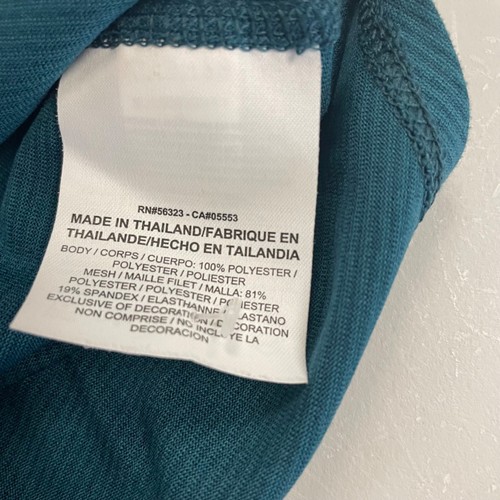 RN#56323 - CA#05553
MADE IN THAILAND/FABRIQUE EN
THAILANDE/HECHO EN TAILANDIA
BODY / CORPS / CUERPO: 100% POLYESTER /
POLYESTER / POLIESTER
MESH / MAILLE FILET / MALLA: 81%
POLYESTER / POLYESTER / POLIESTER
19% SPANDEX / ELASTHANNE / ELASTANO
EXCLUSIVE OF DECORATION / DECORATION
NON COMPRISE / NO INCLUYE LA
DECORACION